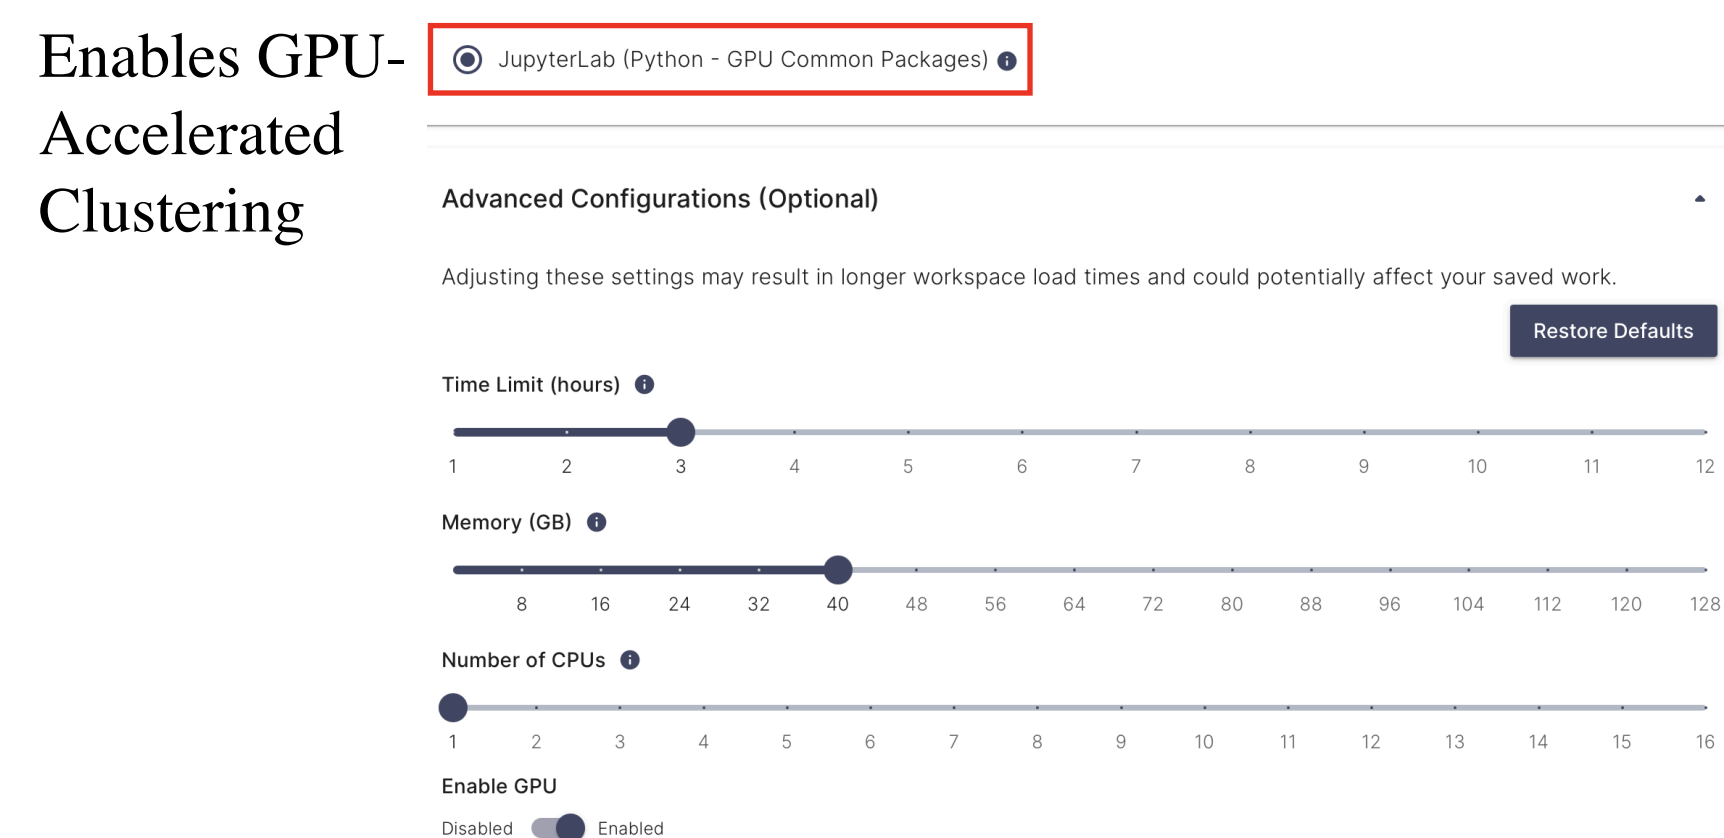 Enables GPU-
Accelerated
Clustering
JupyterLab (Python - GPU Common Packages)
Advanced Configurations (Optional)
Adjusting these settings may result in longer workspace load times and could potentially affect your saved work.
Restore Defaults
Time Limit (hours)
1 2 3 4 5 6 7 8 9 10 11 12
Memory (GB)
8 16 24 32 40 48 56 64 72 80 88 96 104 112 120 128
Number of CPUs
1 2 3 4 5 6 7 8 9 10 11 12 13 14 15 16
Enable GPU
Disabled Enabled